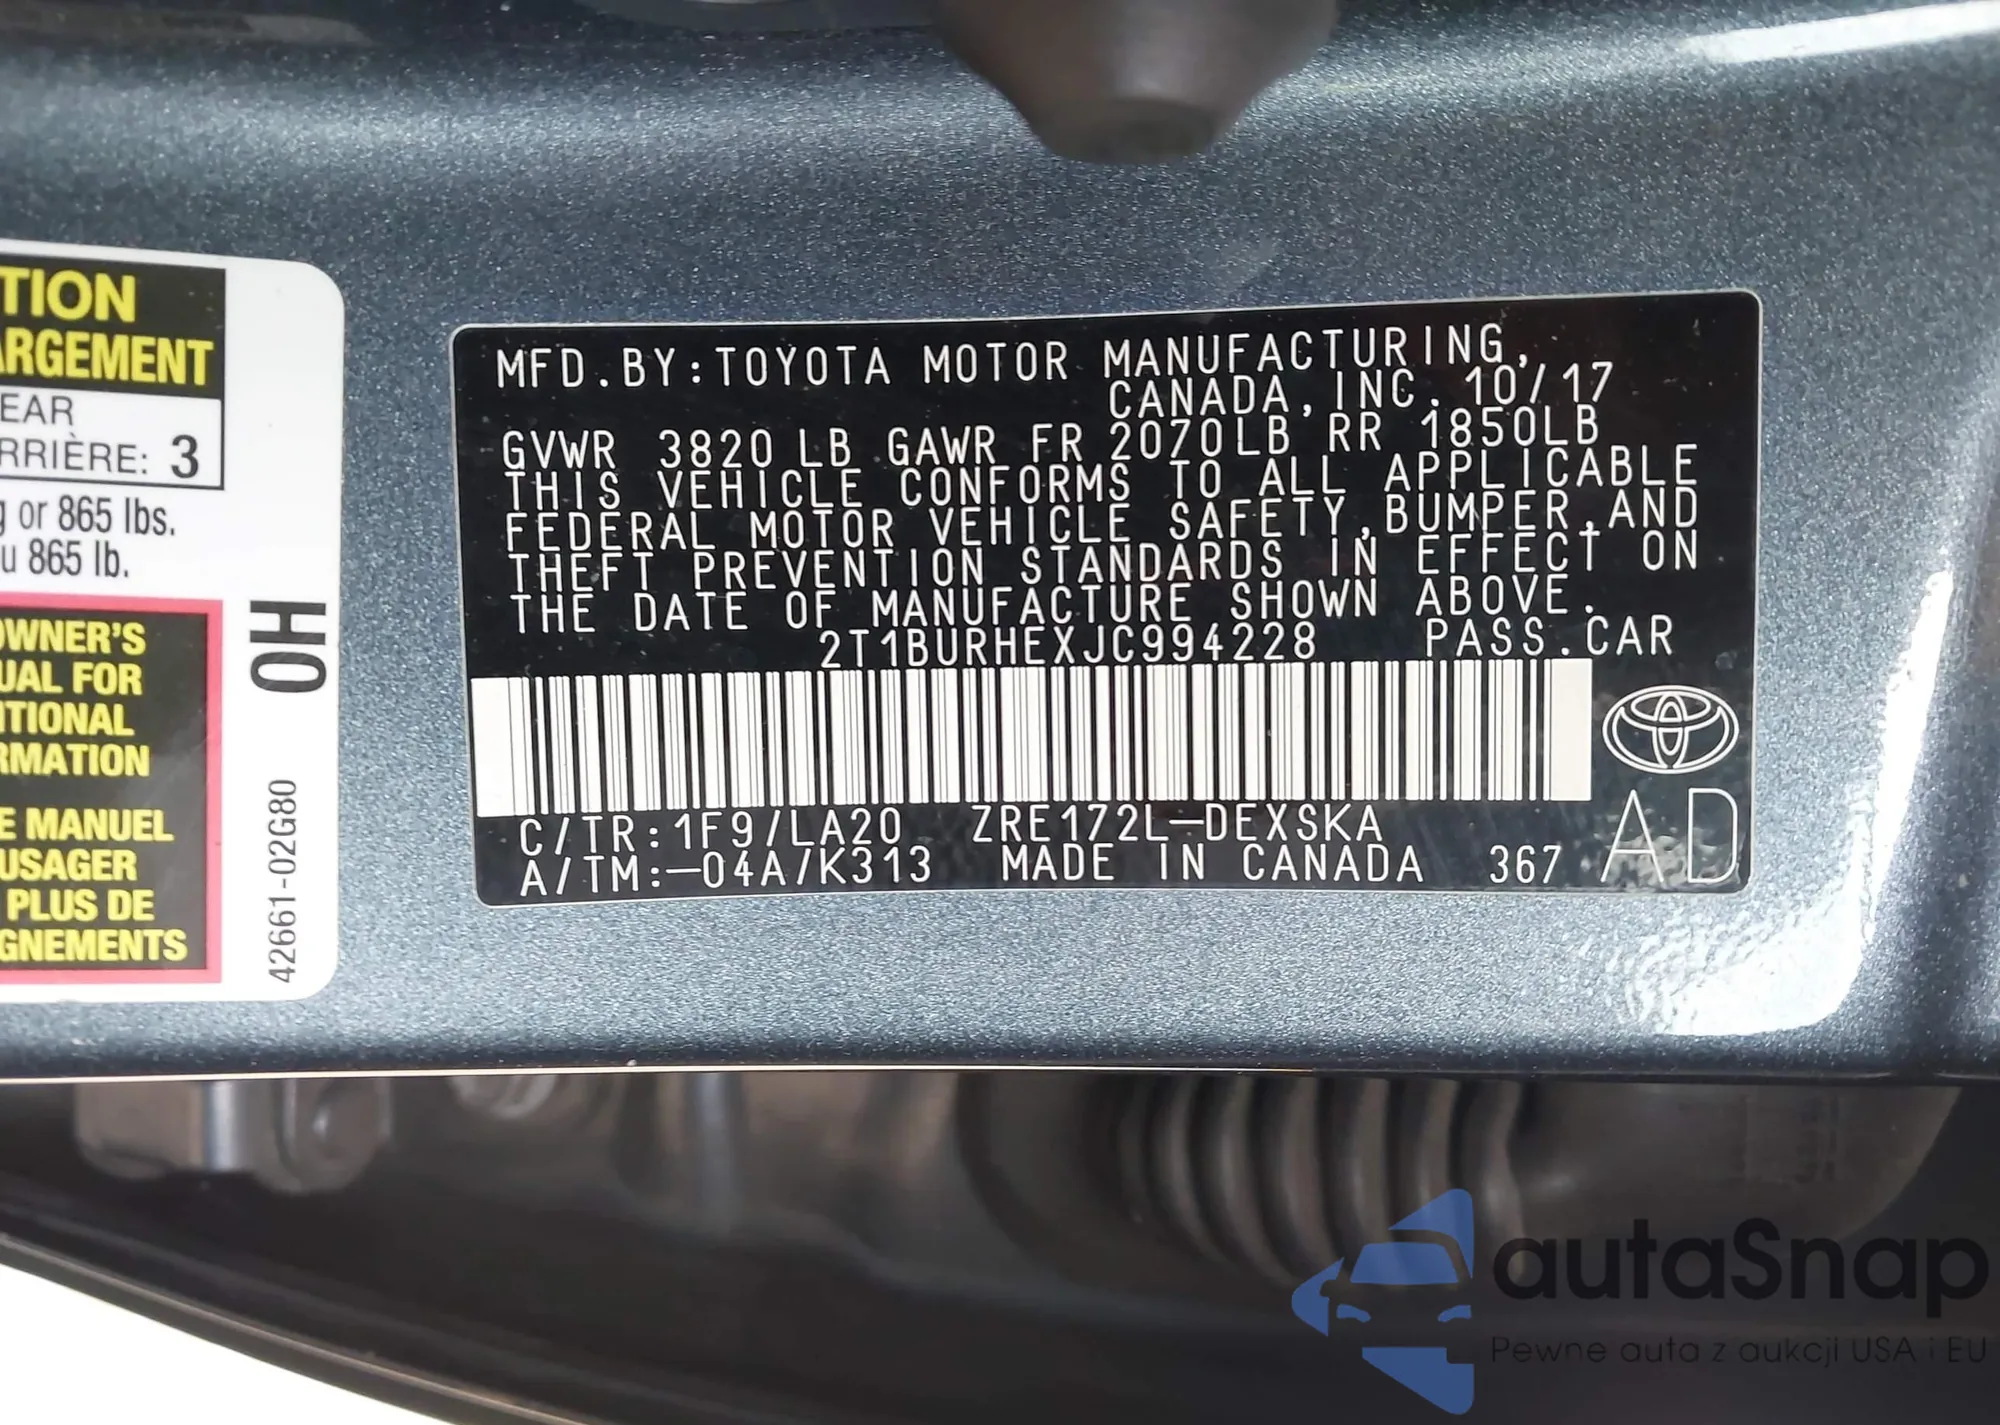 TION
ARGEMENT
EAR
RRIÈRE: 3
g or 865 lbs.
u 865 lb.
OWNER'S
UAL FOR
ITIONAL
RMATION
E MANUEL
USAGER
PLUS DE
GNEMENTS
OH
42661-02G80
MFD.BY:TOYOTA MOTOR MANUFACTURING,
CANADA,INC. 10/17
GVWR 3820LB GAWR FR 2070LB RR 1850LB
THIS VEHICLE CONFORMS TO ALL APPLICABLE
FEDERAL MOTOR VEHICLE SAFETY,BUMPER,AND
THEFT PREVENTION STANDARDS IN EFFECT ON
THE DATE OF MANUFACTURE SHOWN ABOVE.
2T1BURHEXJC994228 PASS.CAR
C/TR:1F9/LA20 ZRE172L-DEXSKA
A/TM:-04A/K313 MADE IN CANADA 367 AD
autaSnap
Pewne auta z aukcji USA i EU